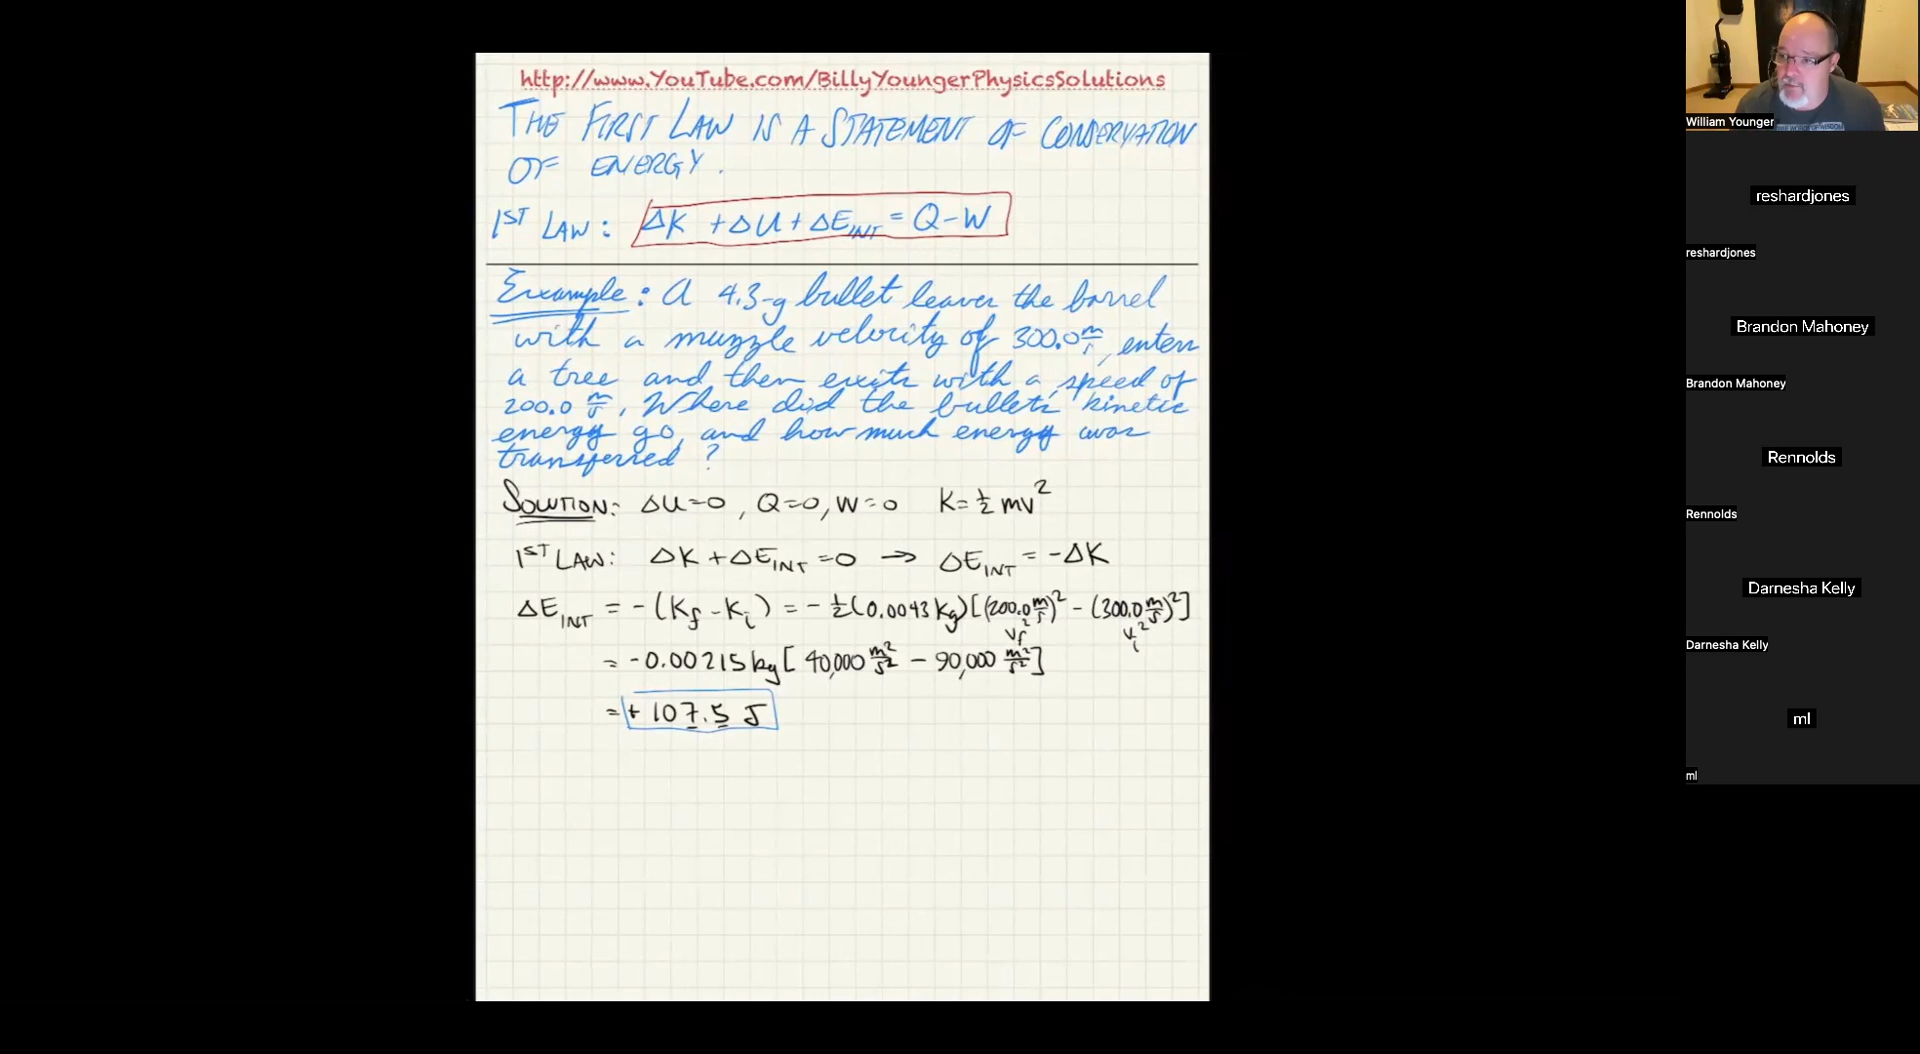 http://www.YouTube.com/BillyYoungerPhysicsSolutions
THE FIRST LAW IS A STATEMENT OF CONSERVATION
OF ENERGY.
1ST LAW: ΔK + ΔU + ΔE_INT = Q - W
Example: A 4.3-g bullet leaves the barrel
with a muzzle velocity of 300.0 m/s, enters
a tree and then exits with a speed of
200.0 m/s. Where did the bullet's kinetic
energy go, and how much energy was
transferred?
SOLUTION: ΔU=0, Q=0, W=0 K=½mv²
1ST LAW: ΔK + ΔE_INT = 0 → ΔE_INT = -ΔK
ΔE_INT = -(K_f - K_i) = -½(0.0043 kg)[(200.0 m/s)² - (300.0 m/s)²]
v_f² v_i²
= -0.00215 kg[40,000 m²/s² - 90,000 m²/s²]
= +107.5 J
William Younger
reshardjones
reshardjones
Brandon Mahoney
Brandon Mahoney
Rennolds
Rennolds
Darnesha Kelly
Darnesha Kelly
ml
ml